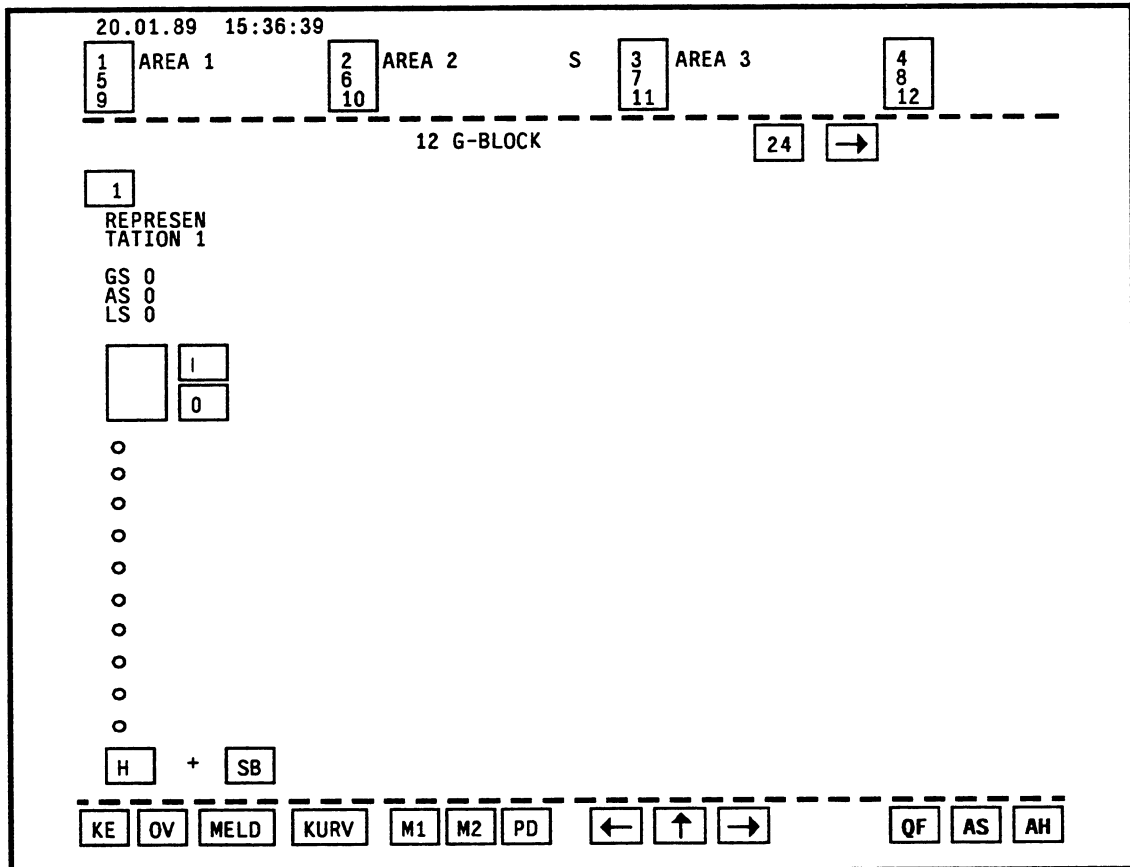 20.01.89 15:36:39
1 AREA 1 2 AREA 2 S 3 AREA 3 4
5 6 7 8
9 10 11 12
12 G-BLOCK 24 →
1
REPRESEN
TATION 1
GS 0
AS 0
LS 0
I
0
H + SB
KE OV MELD KURV M1 M2 PD ← ↑ → QF AS AH